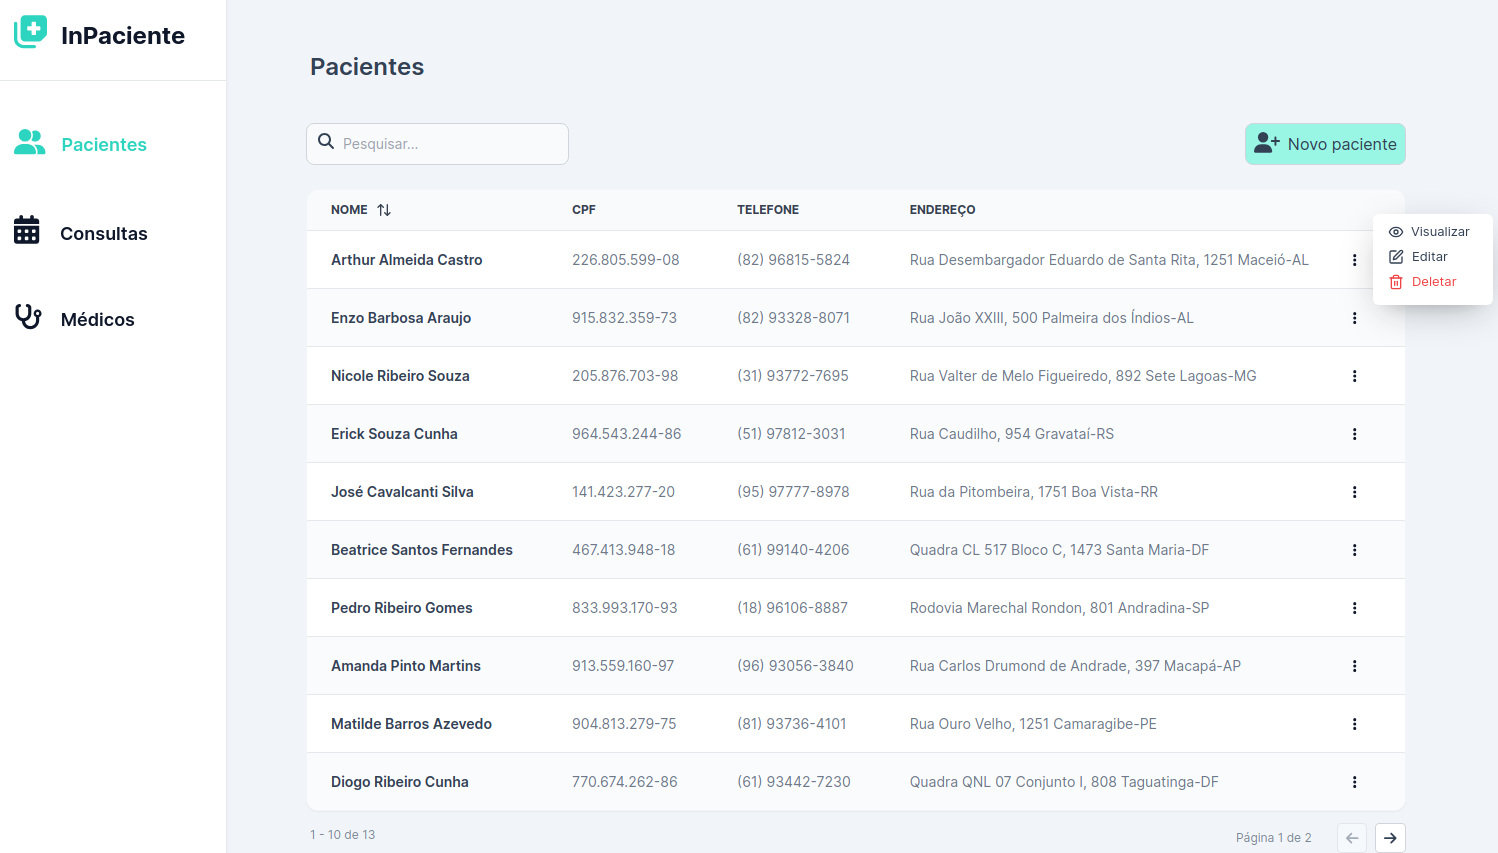 InPaciente
Pacientes
Consultas
Médicos
Pacientes
Pesquisar...
Novo paciente
NOME CPF TELEFONE ENDEREÇO
Arthur Almeida Castro 226.805.599-08 (82) 96815-5824 Rua Desembargador Eduardo de Santa Rita, 1251 Maceió-AL
Visualizar
Editar
Deletar
Enzo Barbosa Araujo 915.832.359-73 (82) 93328-8071 Rua João XXIII, 500 Palmeira dos Índios-AL
Nicole Ribeiro Souza 205.876.703-98 (31) 93772-7695 Rua Valter de Melo Figueiredo, 892 Sete Lagoas-MG
Erick Souza Cunha 964.543.244-86 (51) 97812-3031 Rua Caudilho, 954 Gravataí-RS
José Cavalcanti Silva 141.423.277-20 (95) 97777-8978 Rua da Pitombeira, 1751 Boa Vista-RR
Beatrice Santos Fernandes 467.413.948-18 (61) 99140-4206 Quadra CL 517 Bloco C, 1473 Santa Maria-DF
Pedro Ribeiro Gomes 833.993.170-93 (18) 96106-8887 Rodovia Marechal Rondon, 801 Andradina-SP
Amanda Pinto Martins 913.559.160-97 (96) 93056-3840 Rua Carlos Drumond de Andrade, 397 Macapá-AP
Matilde Barros Azevedo 904.813.279-75 (81) 93736-4101 Rua Ouro Velho, 1251 Camaragibe-PE
Diogo Ribeiro Cunha 770.674.262-86 (61) 93442-7230 Quadra QNL 07 Conjunto I, 808 Taguatinga-DF
1 - 10 de 13
Página 1 de 2